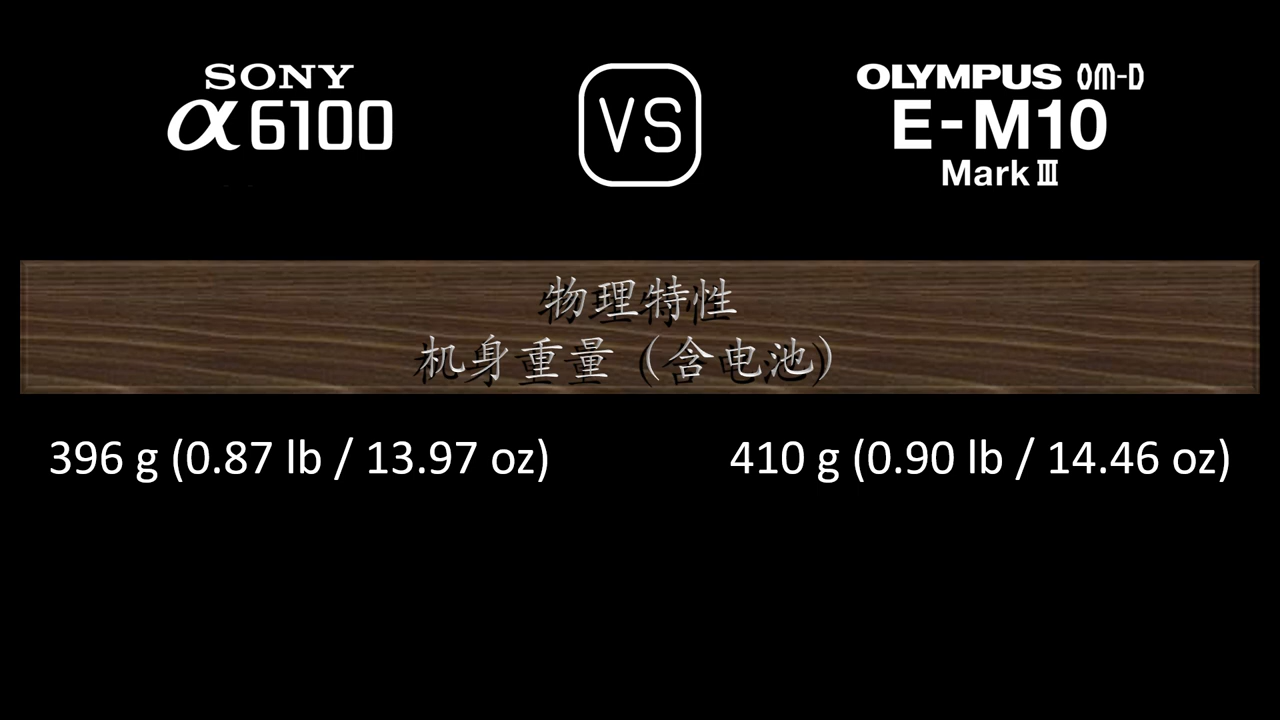 SONY
α6100
VS
OLYMPUS OM-D
E-M10
Mark III
物理特性
机身重量（含电池）
396 g (0.87 lb / 13.97 oz)
410 g (0.90 lb / 14.46 oz)